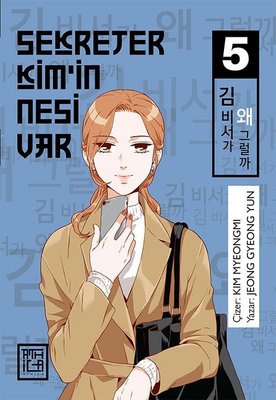 SEKRETER
KİM'İN
NESİ
VAR
5
김비서가
왜 그럴까
Çizer: KIM MYEONGMI
Yazar: JEONG GYEONG YUN